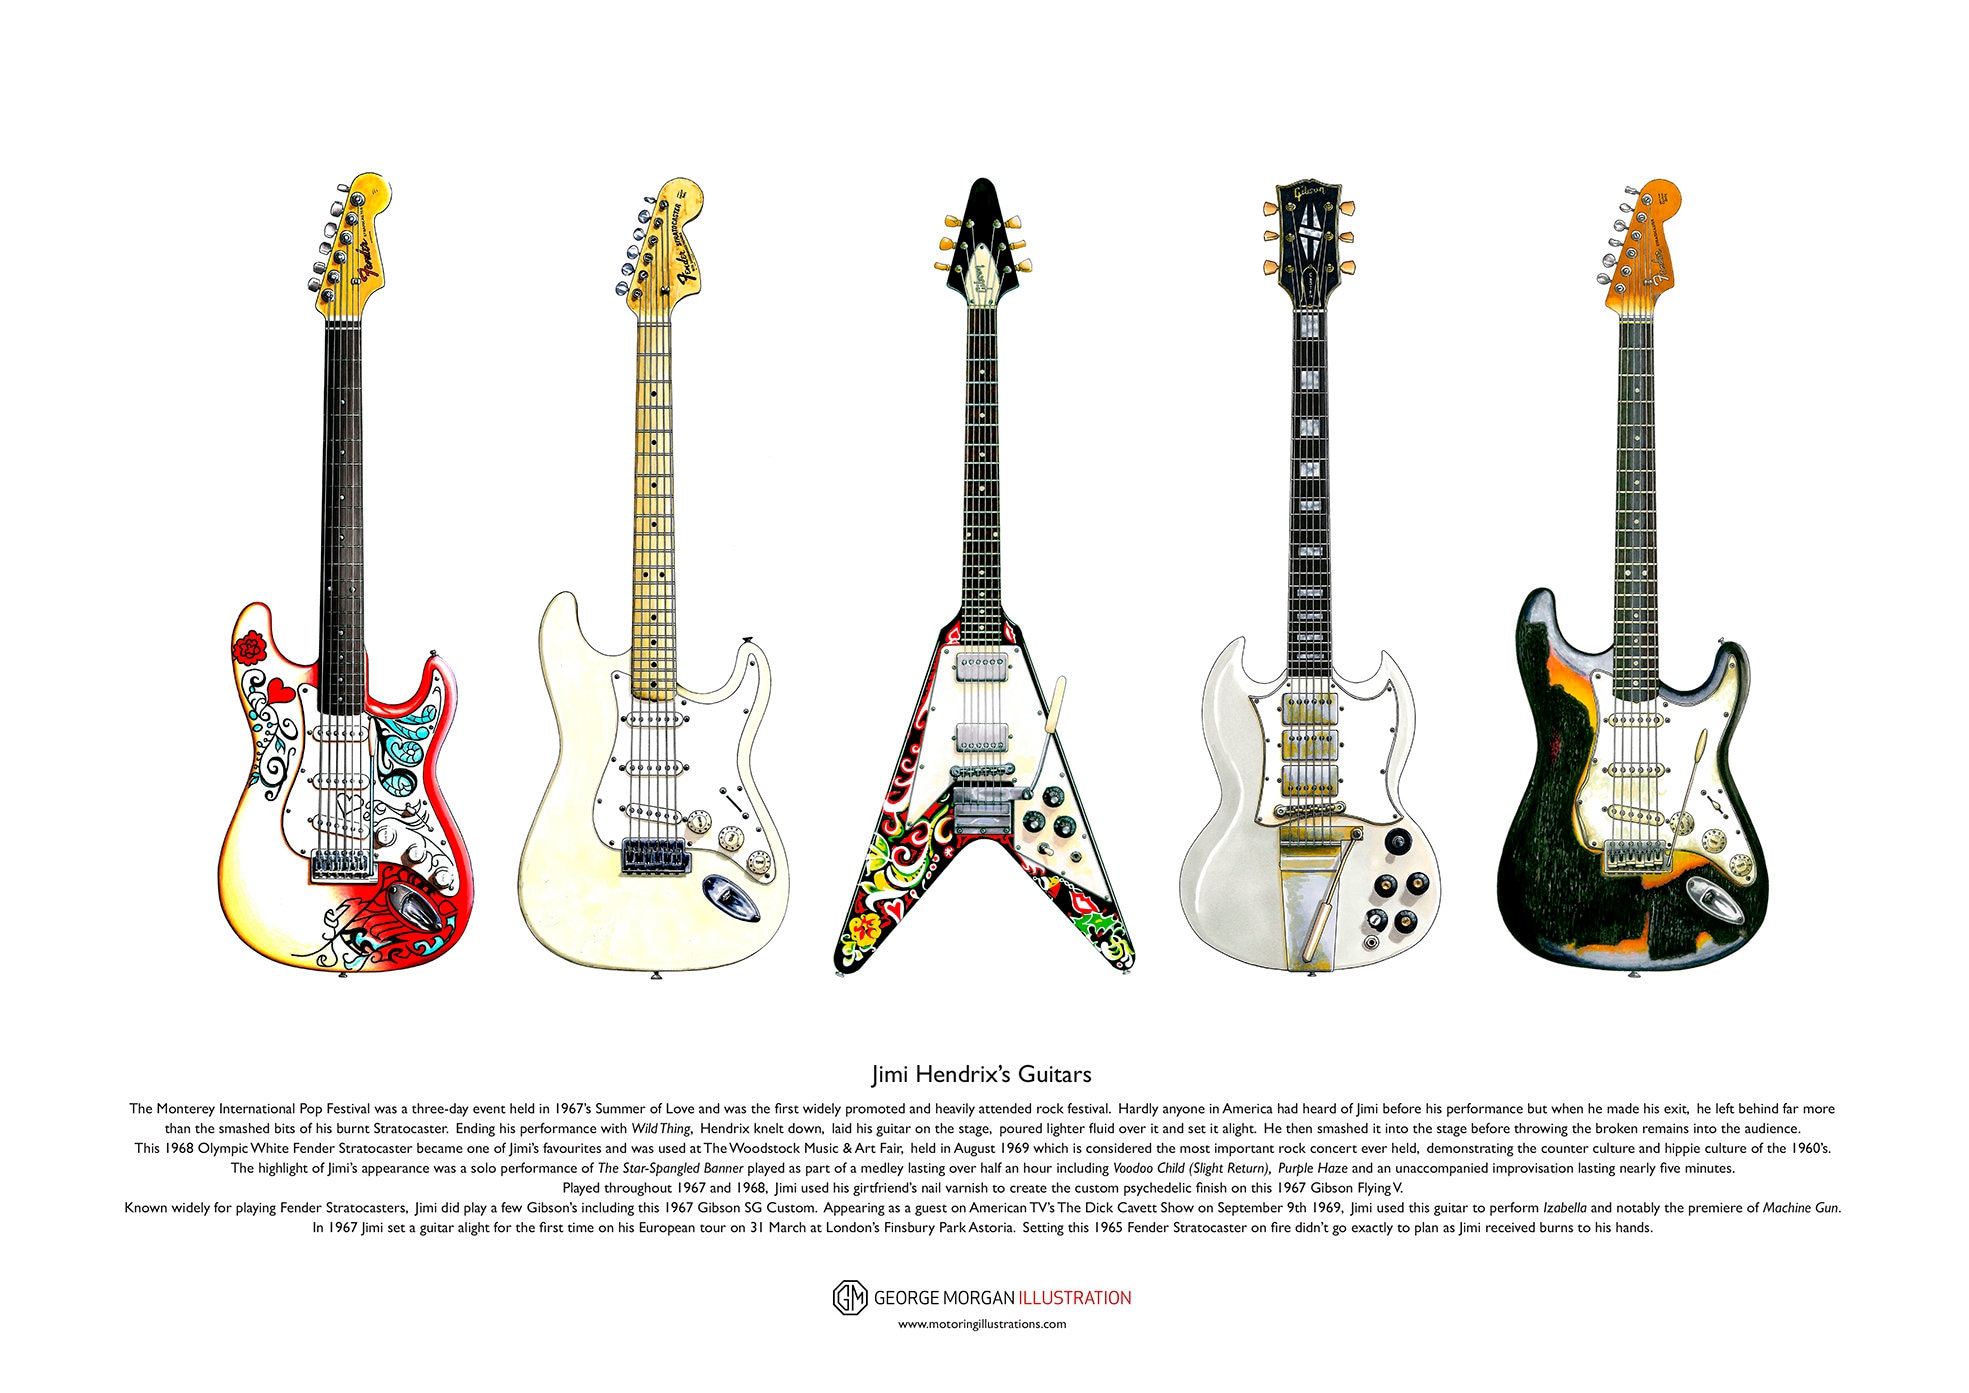 Fender
Fender STRATOCASTER
Gibson
Gibson
Fender
Jimi Hendrix's Guitars
The Monterey International Pop Festival was a three-day event held in 1967's Summer of Love and was the first widely promoted and heavily attended rock festival. Hardly anyone in America had heard of Jimi before his performance but when he made his exit, he left behind far more
than the smashed bits of his burnt Stratocaster. Ending his performance with Wild Thing, Hendrix knelt down, laid his guitar on the stage, poured lighter fluid over it and set it alight. He then smashed it into the stage before throwing the broken remains into the audience.
This 1968 Olympic White Fender Stratocaster became one of Jimi's favourites and was used at The Woodstock Music & Art Fair, held in August 1969 which is considered the most important rock concert ever held, demonstrating the counter culture and hippie culture of the 1960's.
The highlight of Jimi's appearance was a solo performance of The Star-Spangled Banner played as part of a medley lasting over half an hour including Voodoo Child (Slight Return), Purple Haze and an unaccompanied improvisation lasting nearly five minutes.
Played throughout 1967 and 1968, Jimi used his girtfriend's nail varnish to create the custom psychedelic finish on this 1967 Gibson Flying V.
Known widely for playing Fender Stratocasters, Jimi did play a few Gibson's including this 1967 Gibson SG Custom. Appearing as a guest on American TV's The Dick Cavett Show on September 9th 1969, Jimi used this guitar to perform Izabella and notably the premiere of Machine Gun.
In 1967 Jimi set a guitar alight for the first time on his European tour on 31 March at London's Finsbury Park Astoria. Setting this 1965 Fender Stratocaster on fire didn't go exactly to plan as Jimi received burns to his hands.
GM GEORGE MORGAN ILLUSTRATION
www.motoringillustrations.com